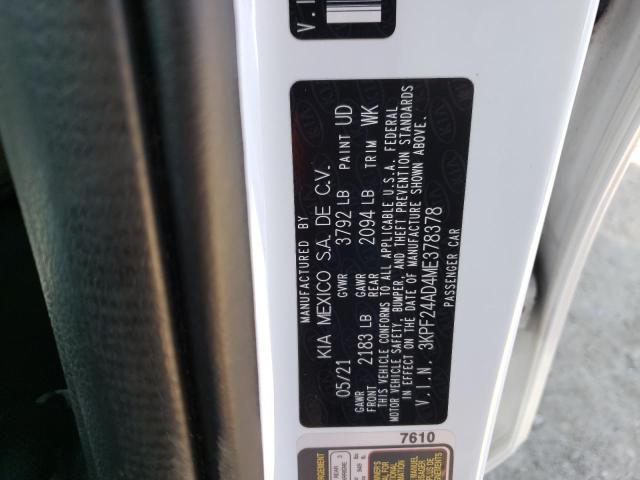 V.I
MANUFACTURED BY
KIA MEXICO S.A. DE C.V.
05/21 GVWR 3792 LB PAINT UD
GAWR FRONT 2183 LB GAWR REAR 2094 LB TRIM WK
THIS VEHICLE CONFORMS TO ALL APPLICABLE U.S.A. FEDERAL
MOTOR VEHICLE SAFETY, BUMPER, AND THEFT PREVENTION STANDARDS
IN EFFECT ON THE DATE OF MANUFACTURE SHOWN ABOVE.
V.I.N. 3KPF24AD4ME378378
PASSENGER CAR
7610
REAR
3